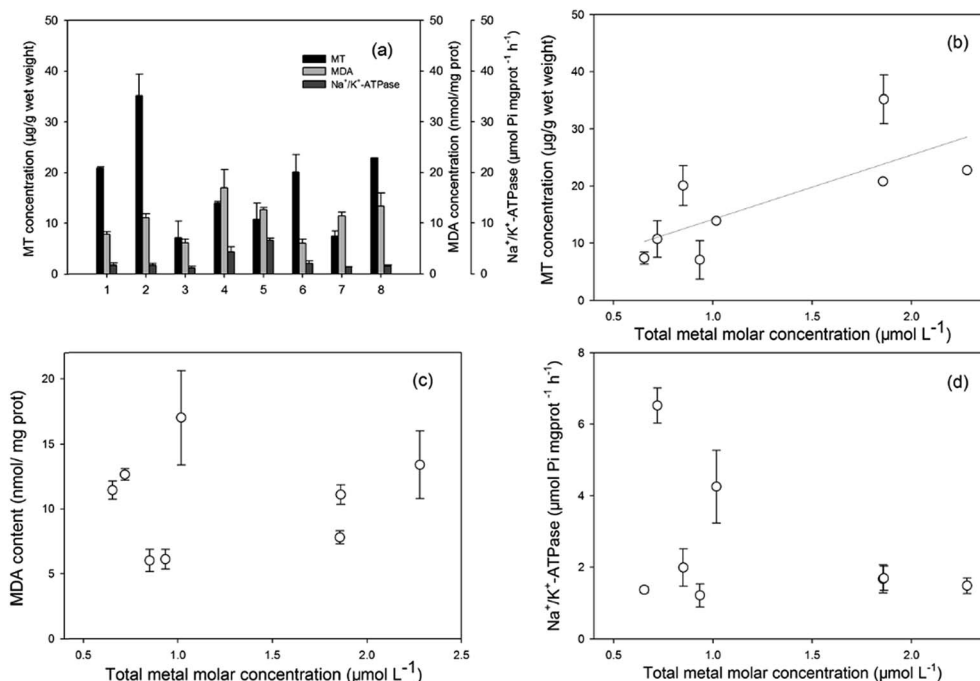 (a)
MT
MDA
Na⁺/K⁺-ATPase
MT concentration (µg/g wet weight)
50
40
30
20
10
0
1 2 3 4 5 6 7 8
50
40
30
20
10
0
MDA concentration (nmol/mg prot)
50
40
30
20
10
0
Na⁺/K⁺-ATPase (µmol Pi mgprot⁻¹ h⁻¹)
(b)
MT concentration (µg/g wet weight)
50
40
30
20
10
0
0.5 1.0 1.5 2.0
Total metal molar concentration (µmol L⁻¹)
(c)
MDA content (nmol/ mg prot)
20
15
10
5
0
0.5 1.0 1.5 2.0 2.5
Total metal molar concentration (µmol L⁻¹)
(d)
Na⁺/K⁺-ATPase (µmol Pi mgprot⁻¹ h⁻¹)
8
6
4
2
0
0.5 1.0 1.5 2.0
Total metal molar concentration (µmol L⁻¹)